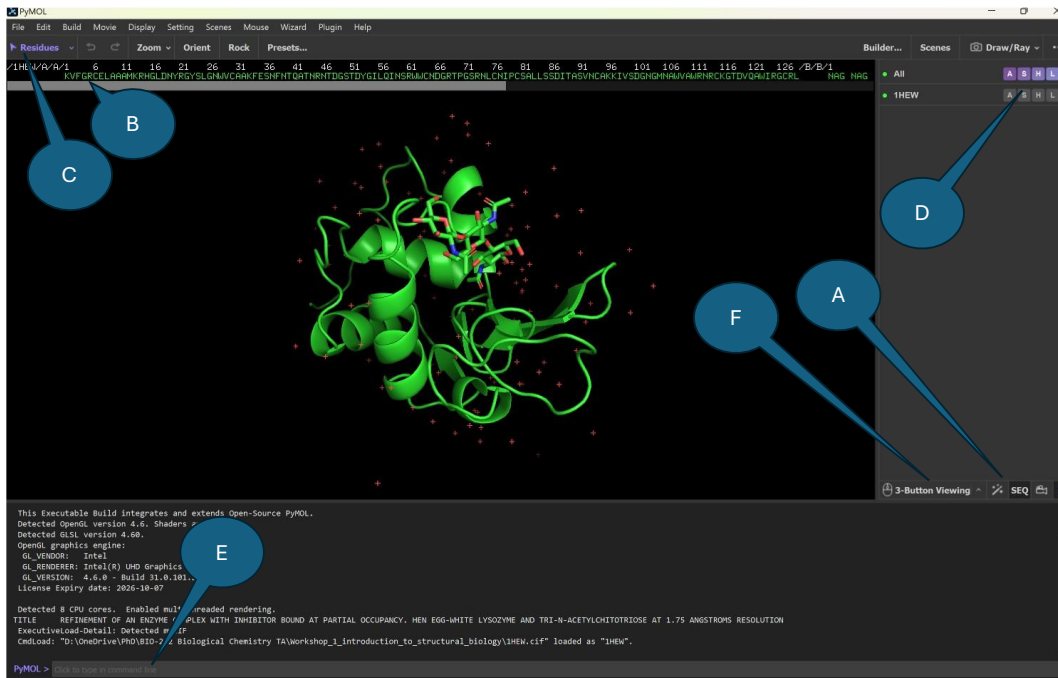 PyMOL
File Edit Build Movie Display Setting Scenes Mouse Wizard Plugin Help
Residues Zoom Orient Rock Presets... Builder... Scenes Draw/Ray
/1HEW/A/A/1 6 11 16 21 26 31 36 41 46 51 56 61 66 71 76 81 86 91 96 101 106 111 116 121 126 /B/B/1
KVFGRCELAAAMKRHGLDNYRGYSLGNWVCAAKFESNFNTQATNRNTDGSTDYGILQINSRWWCNDGRTPGSRNLCNIPCSALLSSDITASVNCAKKIVSDGNGMNAWVAWRNRCKGTDVQAWIRGCRL NAG NAG
All A S H L
1HEW A S H L
B
C
D
A
F
3-Button Viewing SEQ
This Executable Build integrates and extends Open-Source PyMOL.
Detected OpenGL version 4.6. Shaders
Detected GLSL version 4.60.
OpenGL graphics engine:
GL_VENDOR: Intel
GL_RENDERER: Intel(R) UHD Graphics
GL_VERSION: 4.6.0 - Build 31.0.101.
License Expiry date: 2026-10-07
E
Detected 8 CPU cores. Enabled rendering.
TITLE REFINEMENT OF AN ENZYME WITH INHIBITOR BOUND AT PARTIAL OCCUPANCY. HEN EGG-WHITE LYSOZYME AND TRI-N-ACETYLCHITOTRIOSE AT 1.75 ANGSTROMS RESOLUTION
ExecutiveLoad-Detail: Detected
CmdLoad: "D:\OneDrive\PhD\ Biological Chemistry TA\Workshop_1_introduction_to_structural_biology\1HEW.cif" loaded as "1HEW".
PyMOL > Click to type in command line